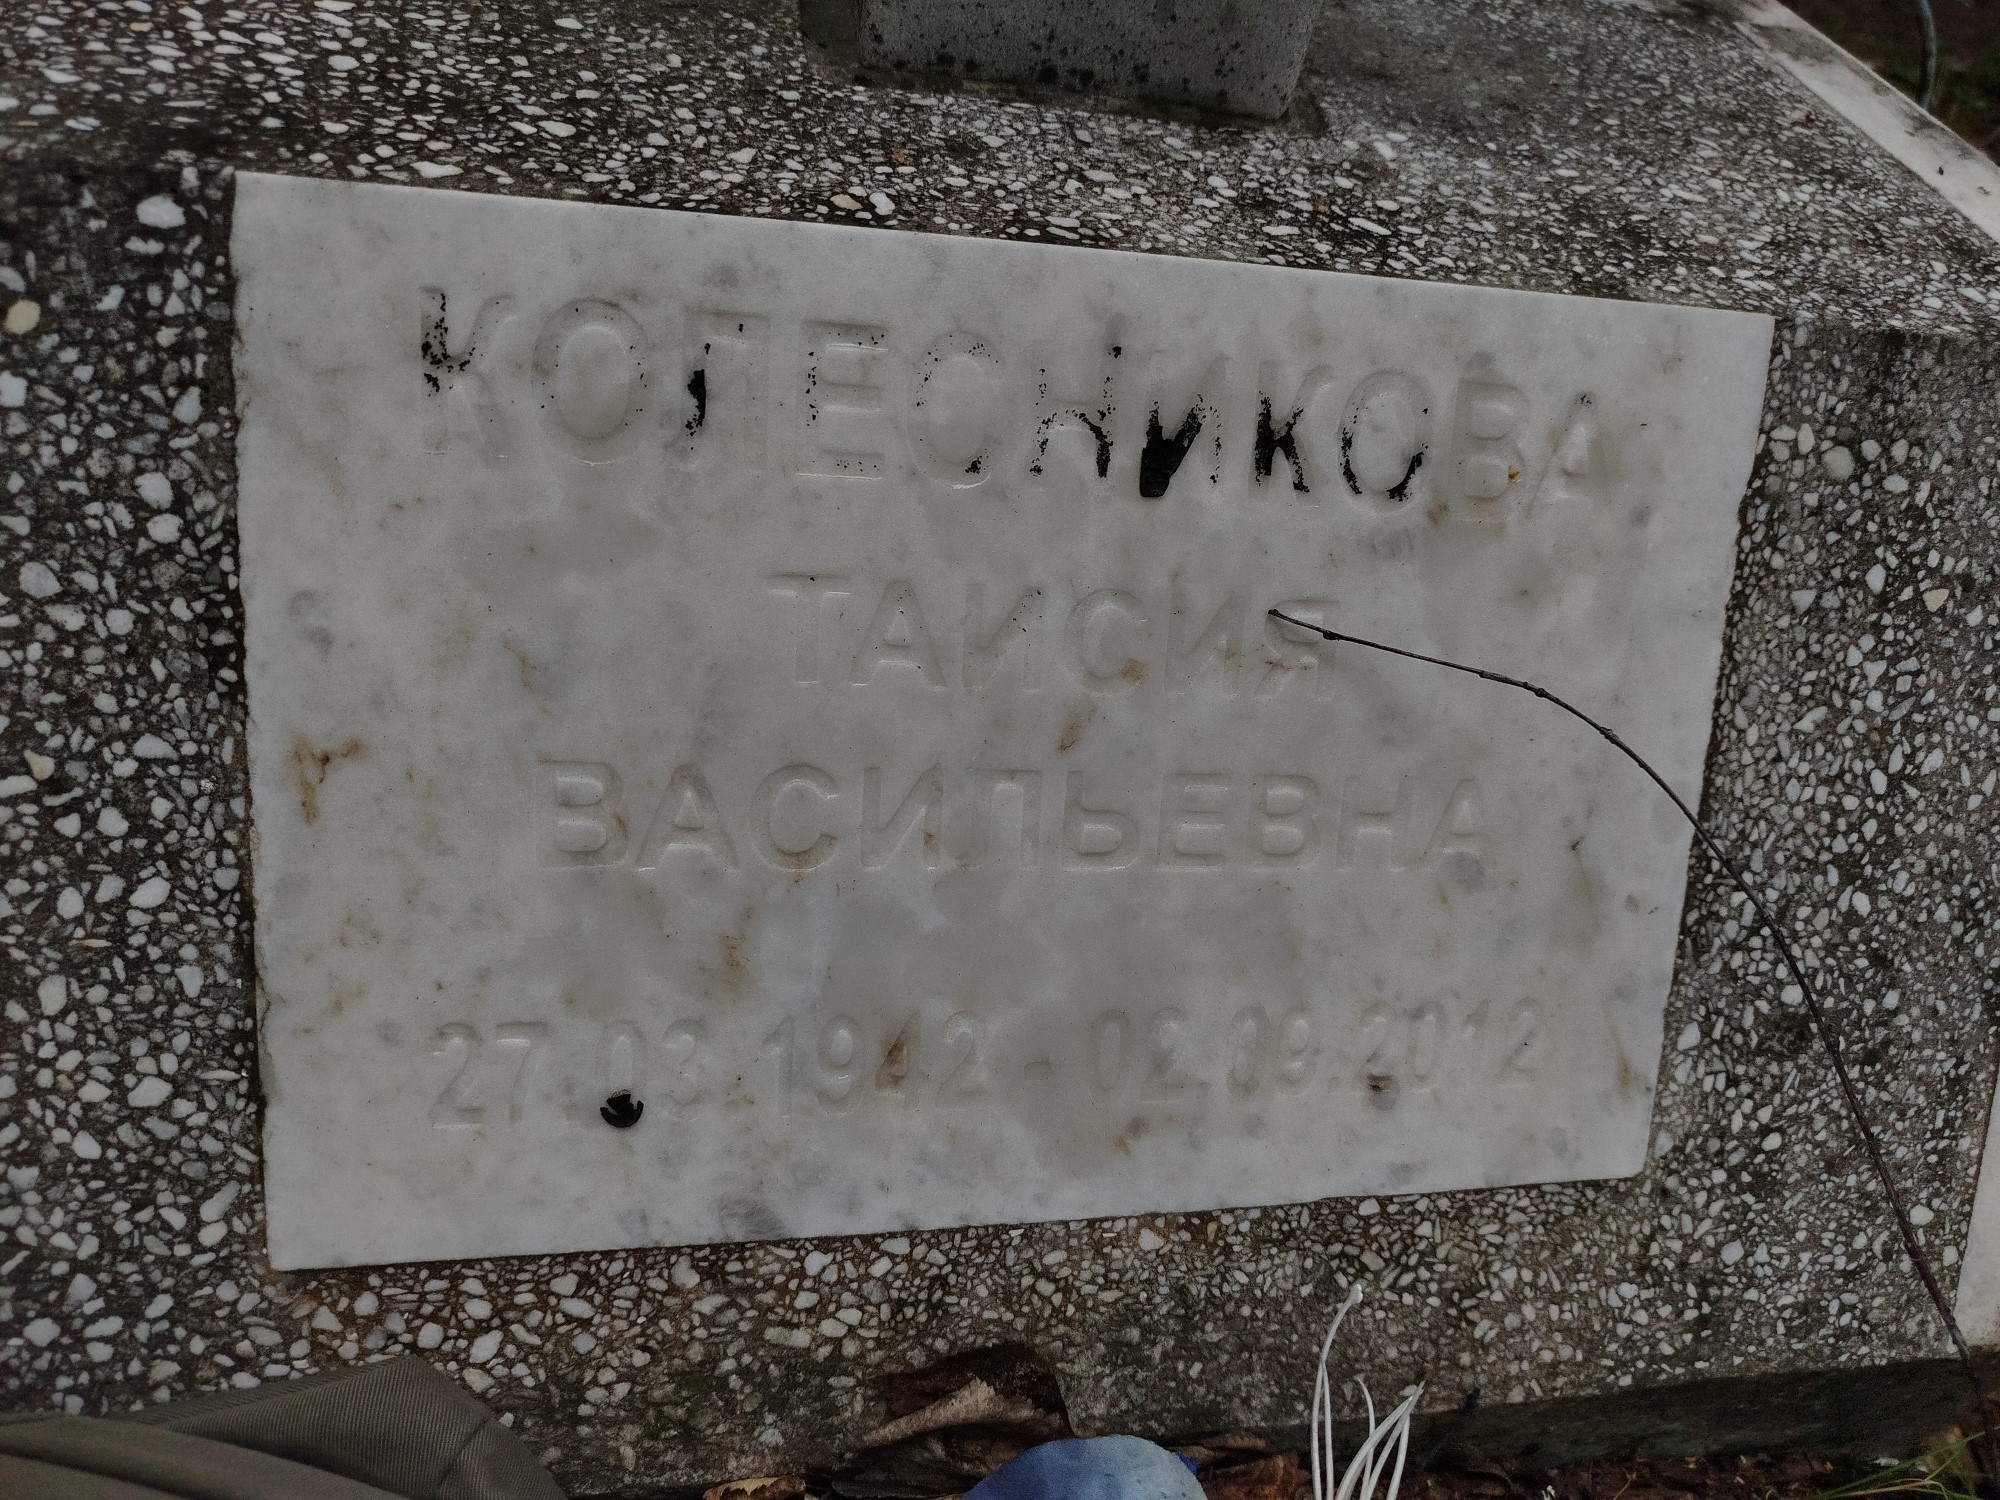 КОЛЕСНИКОВА
ТАИСИЯ
ВАСИЛЬЕВНА
27.03.1942 - 02.09.2012